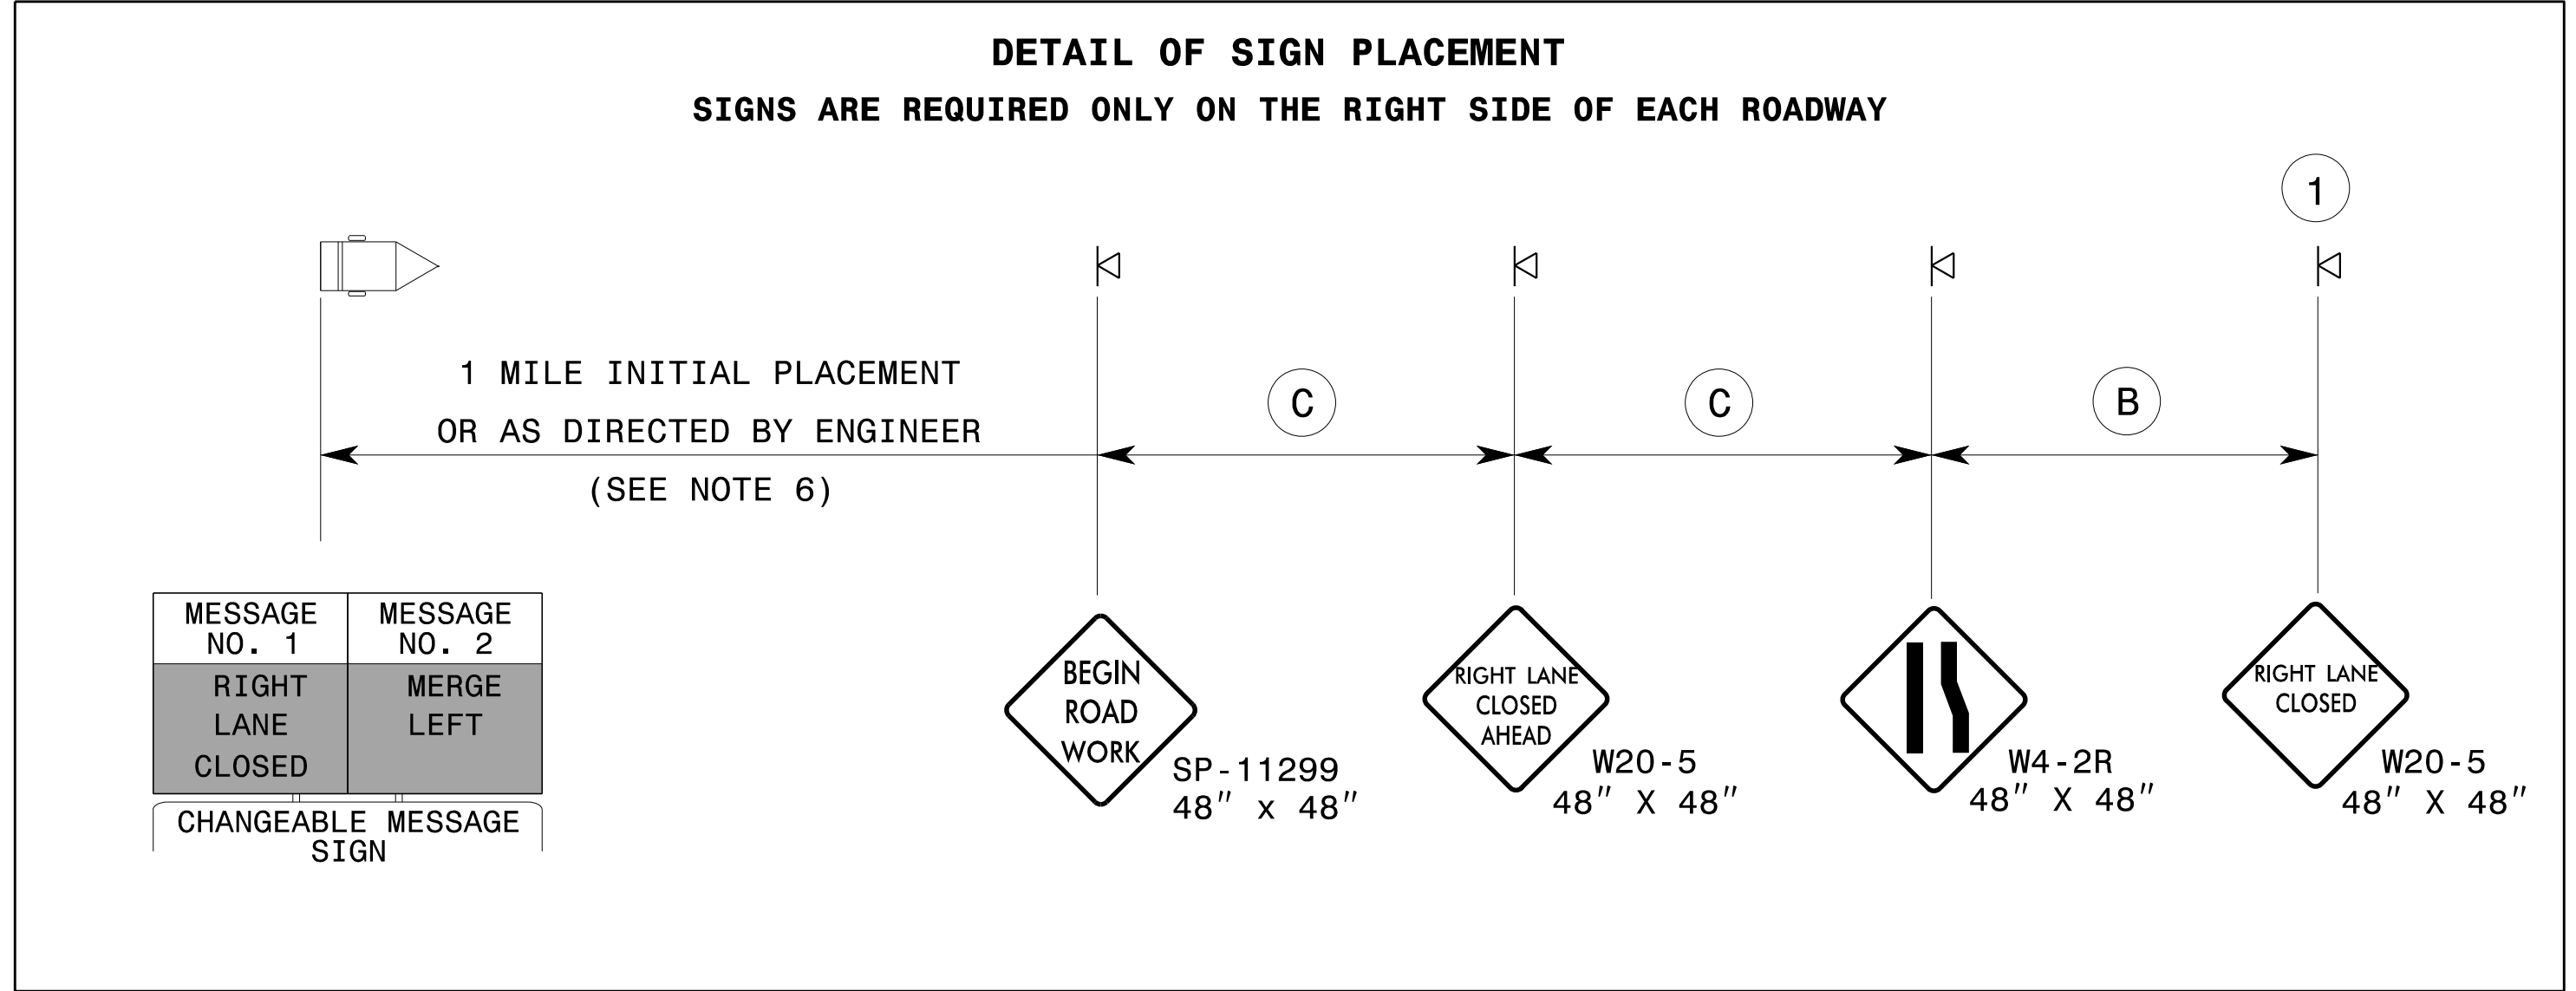 DETAIL OF SIGN PLACEMENT
SIGNS ARE REQUIRED ONLY ON THE RIGHT SIDE OF EACH ROADWAY
1
1 MILE INITIAL PLACEMENT
OR AS DIRECTED BY ENGINEER
(SEE NOTE 6)
C
C
B
MESSAGE
NO. 1
MESSAGE
NO. 2
RIGHT
LANE
CLOSED
MERGE
LEFT
CHANGEABLE MESSAGE
SIGN
BEGIN
ROAD
WORK
SP-11299
48" x 48"
RIGHT LANE
CLOSED
AHEAD
W20-5
48" X 48"
W4-2R
48" X 48"
RIGHT LANE
CLOSED
W20-5
48" X 48"